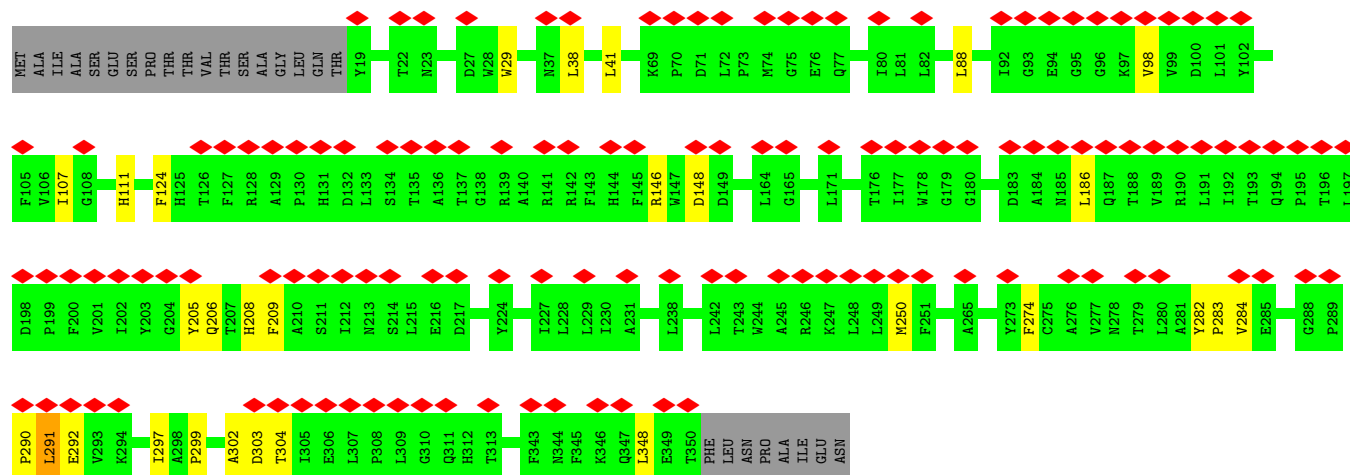 MET ALA ILE ALA SER GLU SER PRO THR THR VAL THR SER ALA GLY LEU GLN THR Y19 T22 N23 D27 W28 W29 N37 L38 L41 K69 P70 D71 L72 P73 M74 G75 E76 Q77 I80 L81 L82 L88 I92 G93 E94 G95 G96 K97 V98 V99 D100 L101 Y102
F105 V106 I107 G108 H111 F124 H125 T126 F127 R128 A129 P130 H131 D132 L133 S134 T135 A136 T137 G138 R139 A140 R141 R142 F143 H144 F145 R146 W147 D148 D149 L164 G165 L171 T176 I177 W178 G179 G180 D183 A184 N185 L186 Q187 T188 V189 R190 L191 I192 T193 Q194 P195 T196 L197
D198 P199 F200 V201 I202 Y203 G204 Y205 Q206 T207 H208 F209 A210 S211 I212 N213 S214 L215 E216 D217 V224 I227 L228 L229 I230 A231 L238 L242 T243 W244 A245 R246 K247 L248 L249 M250 F251 A265 Y273 F274 C275 A276 V277 N278 T279 L280 A281 Y282 P283 V284 E285 G288 P289
P290 L291 E292 V293 K294 I297 A298 P299 A302 D303 T304 I305 E306 L307 P308 L309 G310 Q311 H312 T313 F343 N344 F345 K346 Q347 L348 E349 T350 PHE LEU ASN PRO ALA ILE GLU ASN